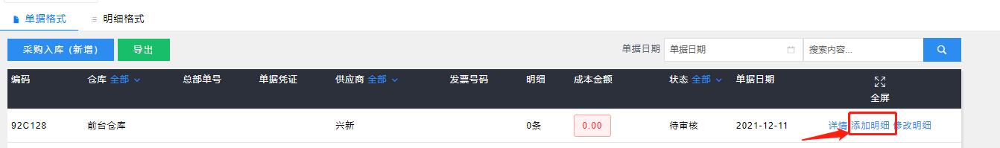 单据格式 明细格式
采购入库（新增） 导出 单据日期 单据日期 搜索内容...
编码 仓库 全部 总部单号 单据凭证 供应商 全部 发票号码 明细 成本金额 状态 全部 单据日期
全屏
92C128 前台仓库 兴新 0条 0.00 待审核 2021-12-11 详情 添加明细 修改明细